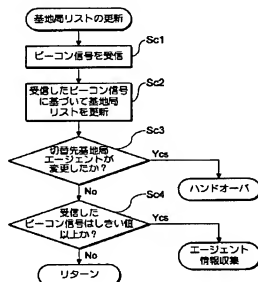 基地局リストの更新
Sc1
ビーコン信号を受信
Sc2
受信したビーコン信号
に基づいて基地局
リストを更新
Sc3
切替先基地局
エージェントが
変更したか？
Yes
No
ハンドオーバ
Sc4
受信した
ビーコン信号はしきい値
以上か？
Yes
No
エージェント
情報収集
リターン